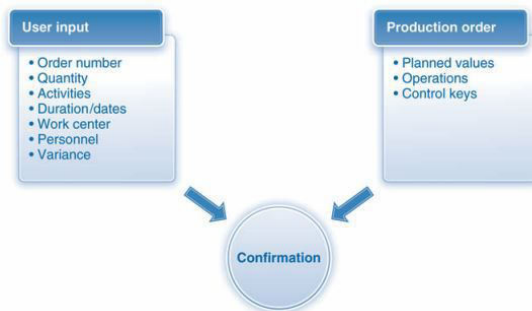 User input
• Order number
• Quantity
• Activities
• Duration/dates
• Work center
• Personnel
• Variance
Production order
• Planned values
• Operations
• Control keys
Confirmation